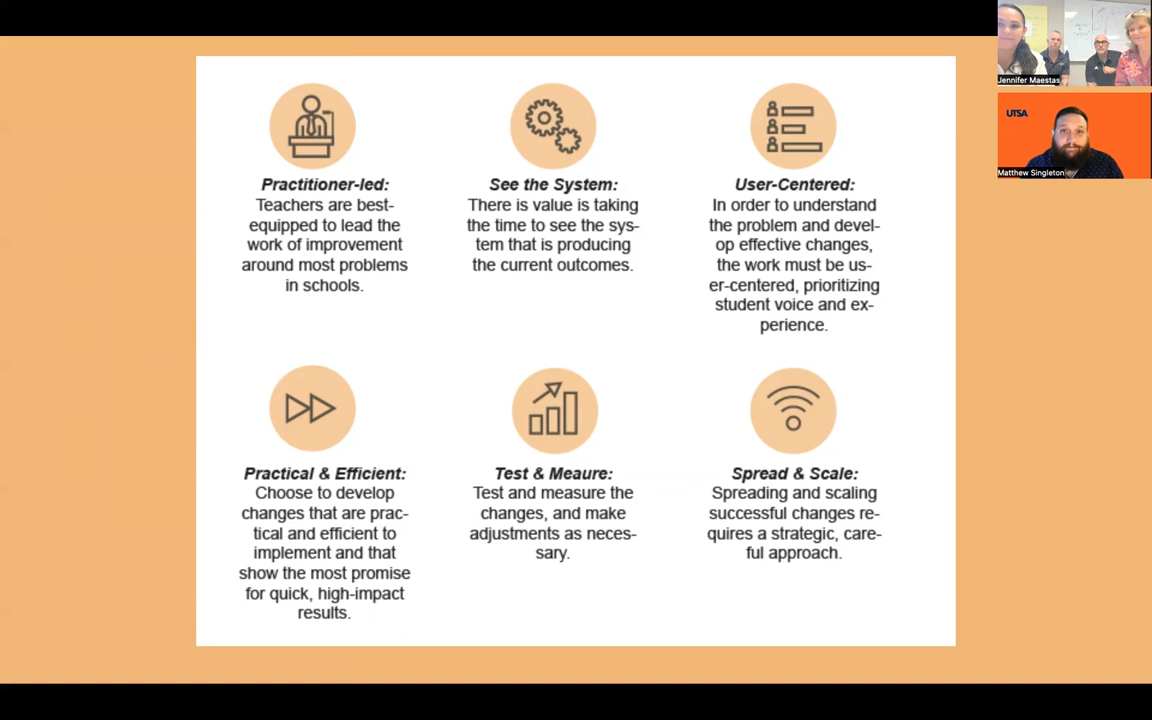 Practitioner-led:
Teachers are best-
equipped to lead the
work of improvement
around most problems
in schools.
See the System:
There is value is taking
the time to see the sys-
tem that is producing
the current outcomes.
User-Centered:
In order to understand
the problem and devel-
op effective changes,
the work must be us-
er-centered, prioritizing
student voice and ex-
perience.
Practical & Efficient:
Choose to develop
changes that are prac-
tical and efficient to
implement and that
show the most promise
for quick, high-impact
results.
Test & Meaure:
Test and measure the
changes, and make
adjustments as neces-
sary.
Spread & Scale:
Spreading and scaling
successful changes re-
quires a strategic, care-
ful approach.
Jennifer Maestas
UTSA
Matthew Singleton